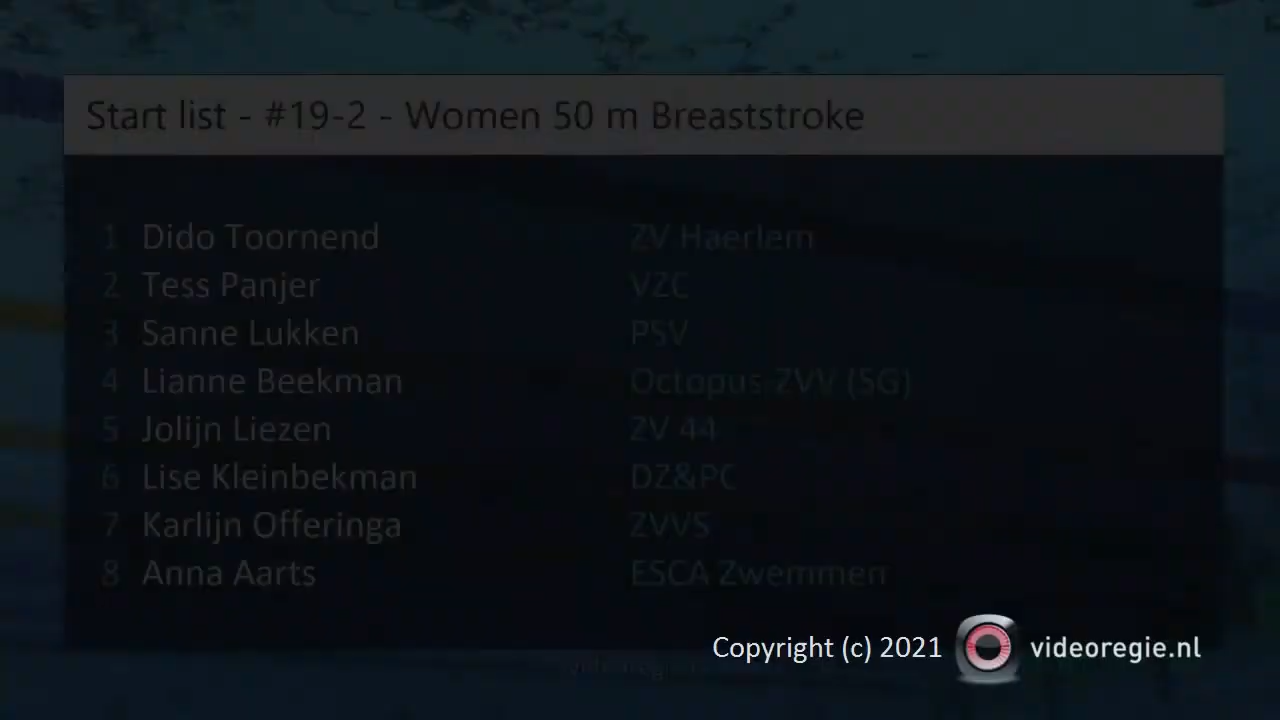 Start list - #19-2 - Women 50 m Breaststroke
1 Dido Toornend ZV Haerlem
2 Tess Panjer VZC
3 Sanne Lukken PSV
4 Lianne Beekman Octopus-ZVV (SG)
5 Jolijn Liezen ZV 44
6 Lise Kleinbekman DZ&PC
7 Karlijn Offeringa ZVVS
8 Anna Aarts ESCA Zwemmen
Copyright (c) 2021 videoregie.nl